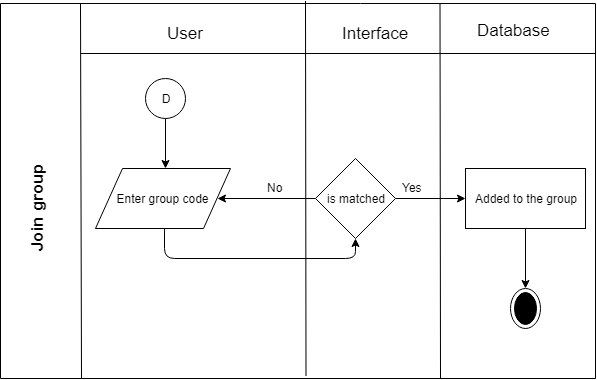 User
Interface
Database
Join group
D
Enter group code
No
is matched
Yes
Added to the group